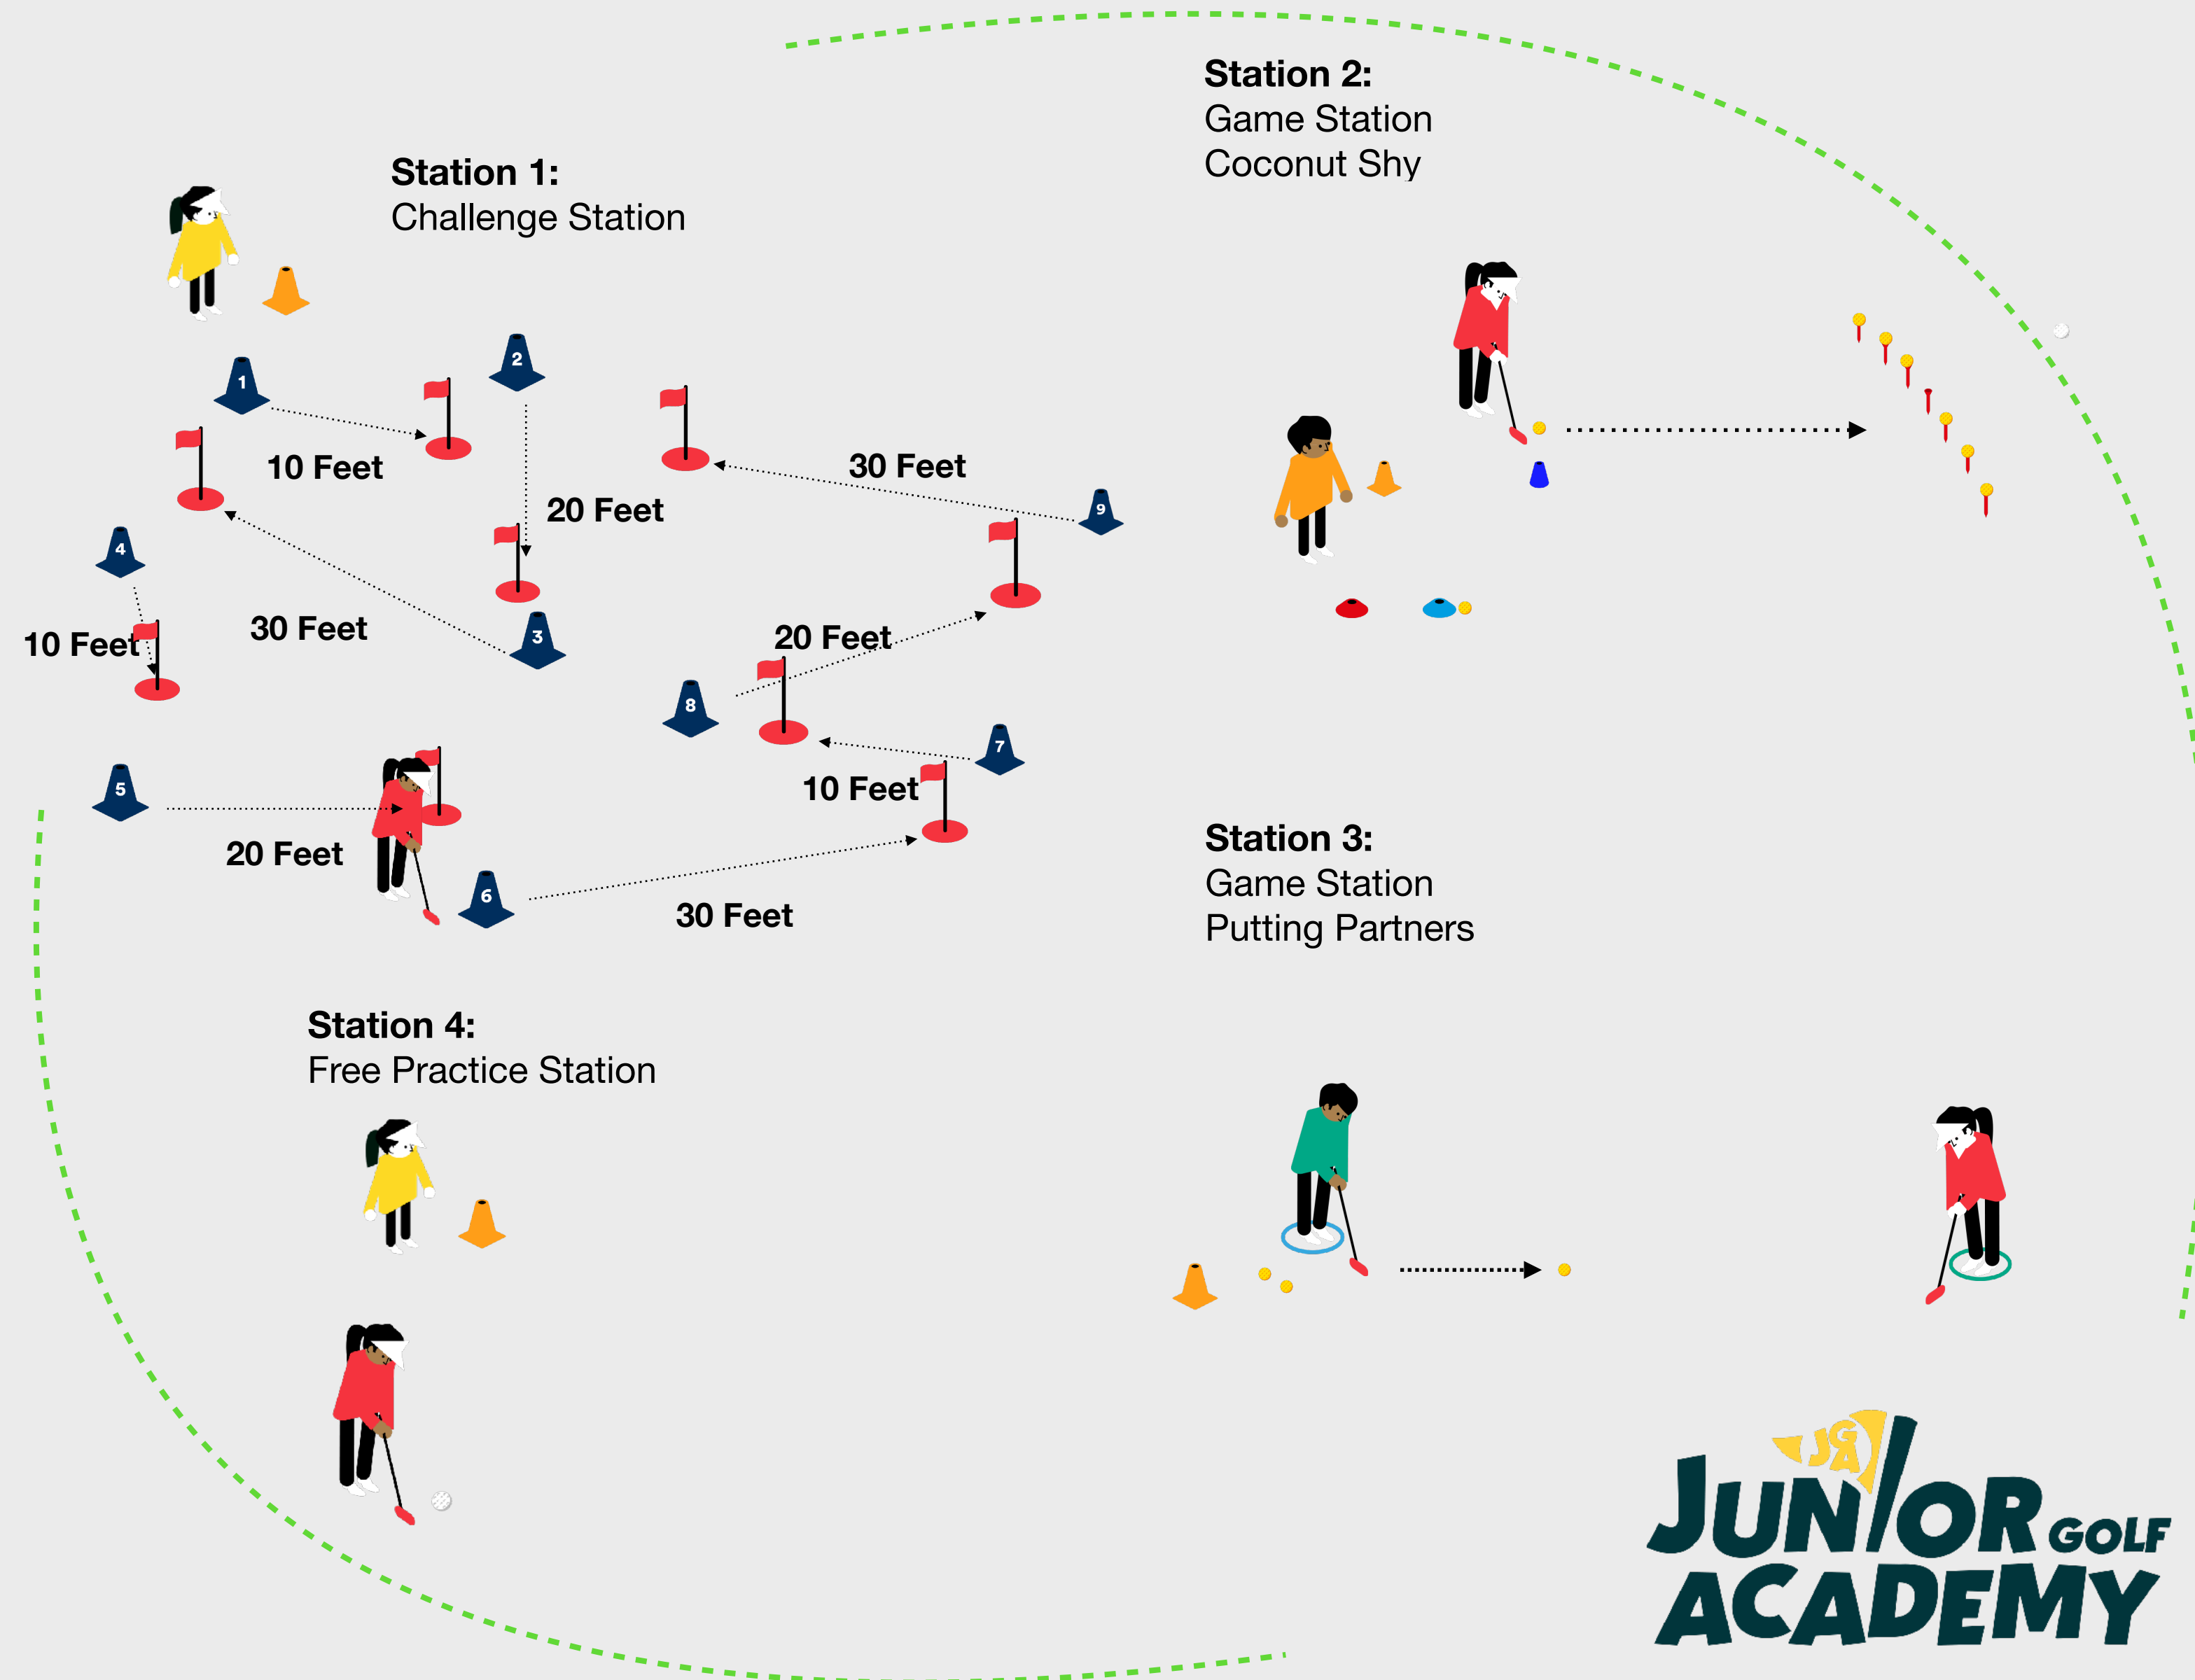 Station 1:
Challenge Station
1
2
10 Feet
20 Feet
3
30 Feet
4
10 Feet
5
20 Feet
6
30 Feet
7
10 Feet
8
20 Feet
9
30 Feet
Station 2:
Game Station
Coconut Shy
Station 3:
Game Station
Putting Partners
Station 4:
Free Practice Station
JGA
JUNIOR GOLF
ACADEMY